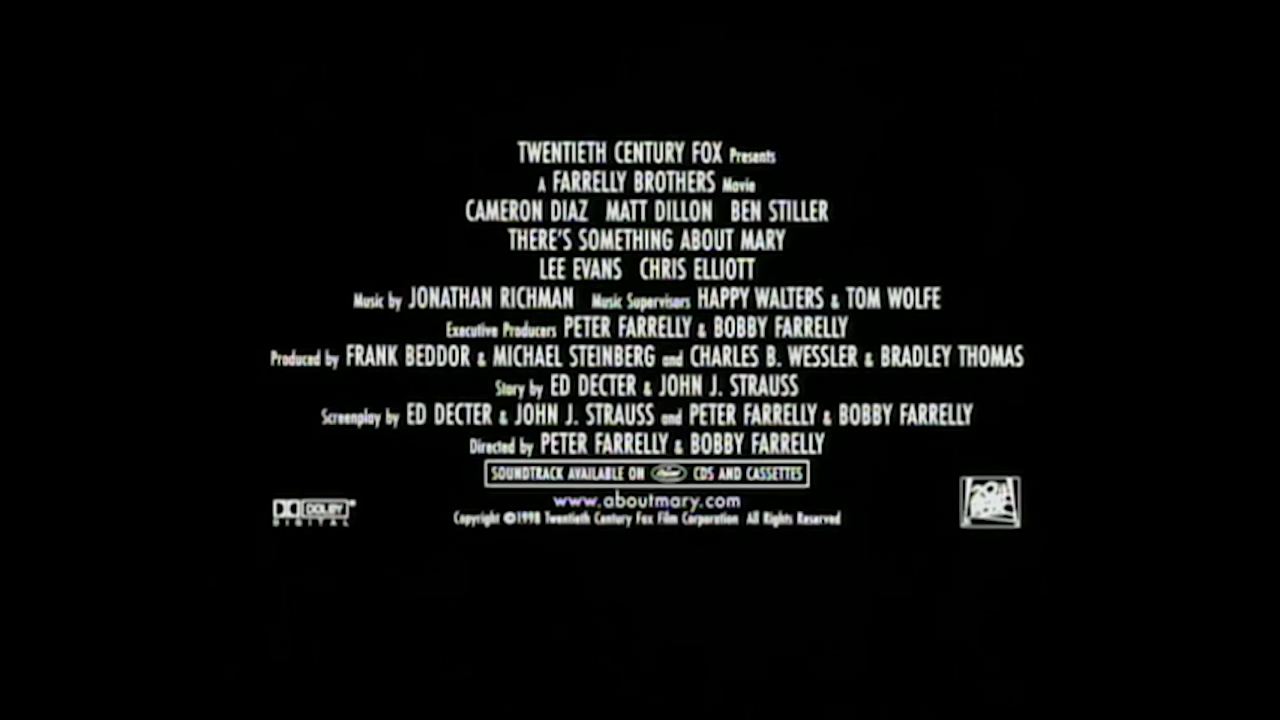 TWENTIETH CENTURY FOX Presents
A FARRELLY BROTHERS Movie
CAMERON DIAZ MATT DILLON BEN STILLER
THERE'S SOMETHING ABOUT MARY
LEE EVANS CHRIS ELLIOTT
Music by JONATHAN RICHMAN Music Supervisors HAPPY WALTERS & TOM WOLFE
Executive Producers PETER FARRELLY & BOBBY FARRELLY
Produced by FRANK BEDDOR & MICHAEL STEINBERG and CHARLES B. WESSLER & BRADLEY THOMAS
Story by ED DECTER & JOHN J. STRAUSS
Screenplay by ED DECTER & JOHN J. STRAUSS and PETER FARRELLY & BOBBY FARRELLY
Directed by PETER FARRELLY & BOBBY FARRELLY
SOUNDTRACK AVAILABLE ON Capitol CDS AND CASSETTES
www.aboutmary.com
DOLBY
DIGITAL
Copyright ©1998 Twentieth Century Fox Film Corporation All Rights Reserved
20th
FOX